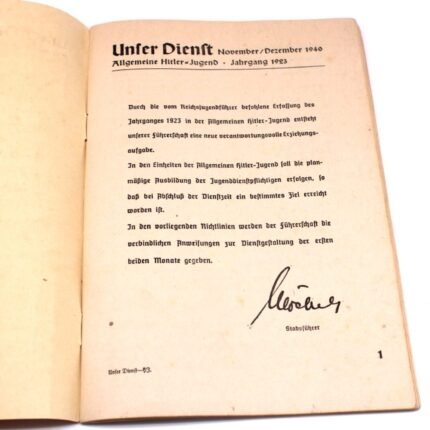 Unser Dienst November/Dezember 1940
Allgemeine Hitler-Jugend · Jahrgang 1923
Durch die vom Reichsjugendführer befohlene Erfassung des
Jahrganges 1923 in der Allgemeinen Hitler-Jugend entsteht
unserer Führerschaft eine neue verantwortungsvolle Erziehungs-
aufgabe.
In den Einheiten der Allgemeinen Hitler-Jugend soll die plan-
mäßige Ausbildung der Jugenddienstpflichtigen erfolgen, so
daß bei Abschluß der Dienstzeit ein bestimmtes Ziel erreicht
worden ist.
In den vorliegenden Richtlinien werden der Führerschaft die
verbindlichen Anweisungen zur Dienstgestaltung der ersten
beiden Monate gegeben.
Stabsführer
1
Unser Dienst—HJ.